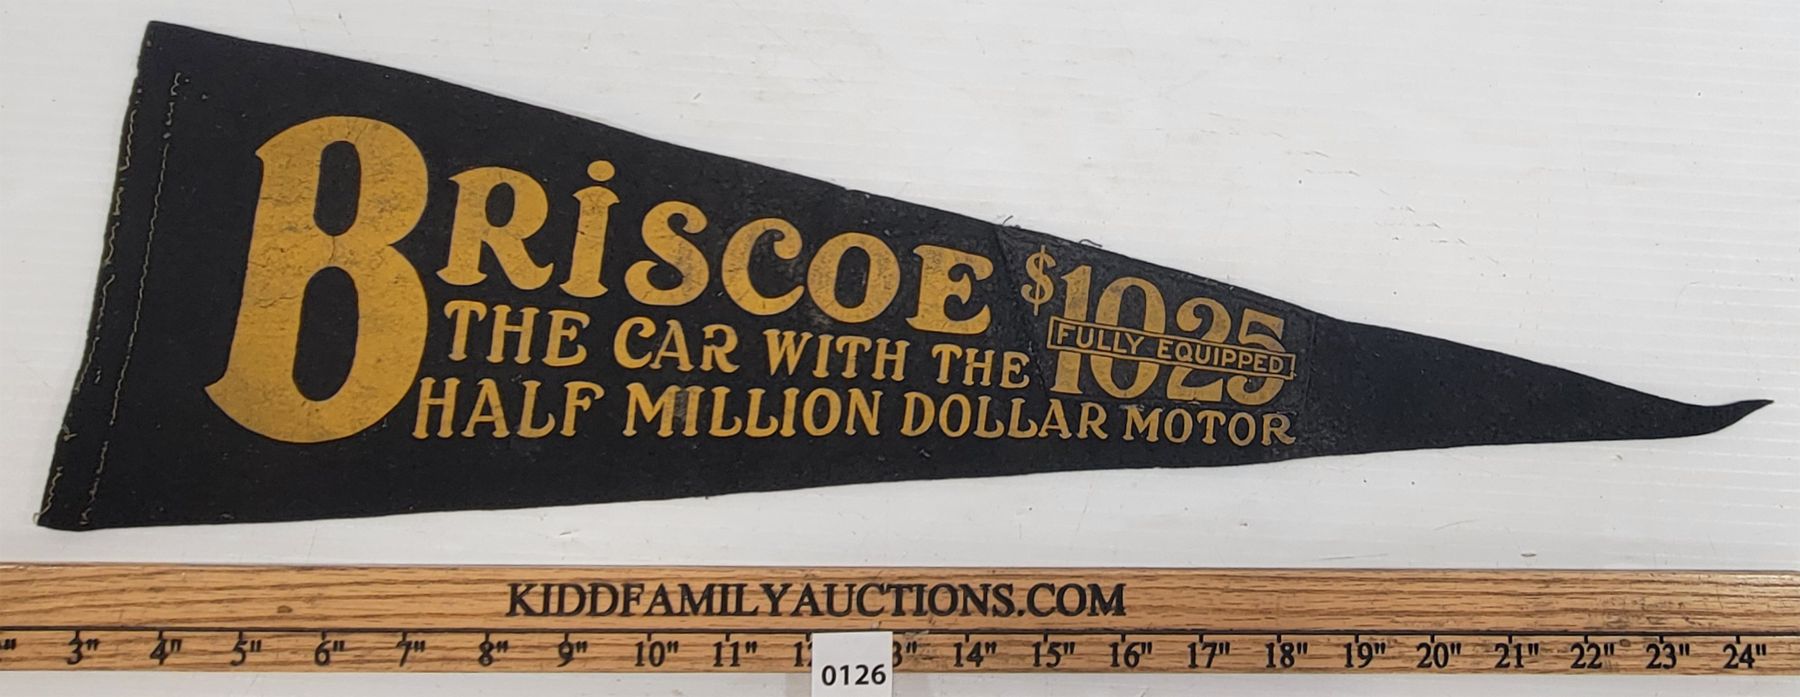 BRiSCOE
$1025
FULLY EQUIPPED
THE CAR WITH THE
HALF MILLION DOLLAR MOTOR
KIDDFAMILYAUCTIONS.COM
3" 4" 5" 6" 7" 8" 9" 10" 11" 14" 15" 16" 17" 18" 19" 20" 21" 22" 23" 24"
0126